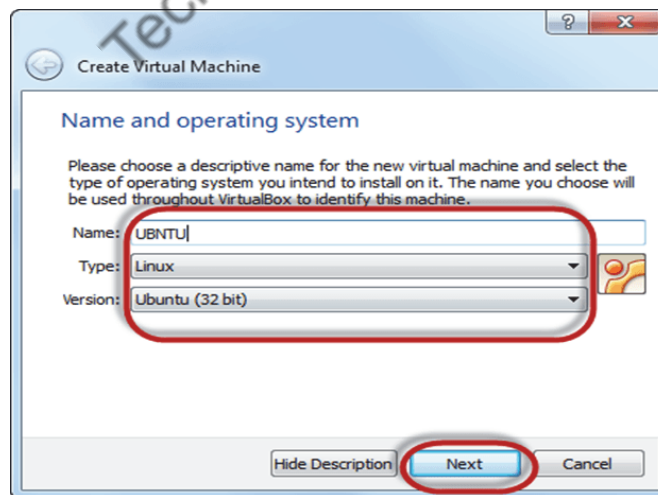 Tec
Create Virtual Machine
Name and operating system
Please choose a descriptive name for the new virtual machine and select the
type of operating system you intend to install on it. The name you choose will
be used throughout VirtualBox to identify this machine.
Name: UBNTU
Type: Linux
Version: Ubuntu (32 bit)
Hide Description Next Cancel